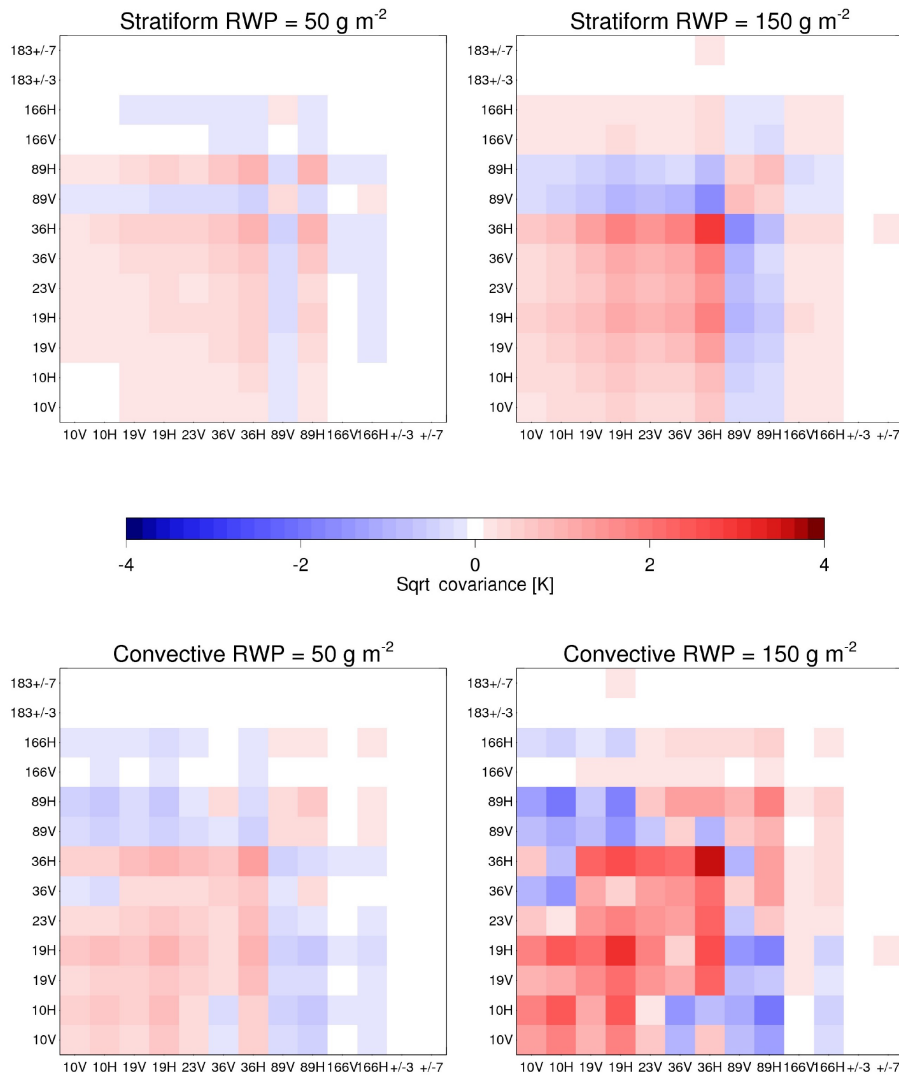 Stratiform RWP = 50 g m-2
Stratiform RWP = 150 g m-2
183+/-7
183+/-3
166H
166V
89H
89V
36H
36V
23V
19H
19V
10H
10V
183+/-7
183+/-3
166H
166V
89H
89V
36H
36V
23V
19H
19V
10H
10V
10V 10H 19V 19H 23V 36V 36H 89V 89H 166V 166H +/-3 +/-7
10V 10H 19V 19H 23V 36V 36H 89V 89H 166V 166H +/-3 +/-7
-4 -2 0 2 4
Sqrt covariance [K]
Convective RWP = 50 g m-2
Convective RWP = 150 g m-2
183+/-7
183+/-3
166H
166V
89H
89V
36H
36V
23V
19H
19V
10H
10V
183+/-7
183+/-3
166H
166V
89H
89V
36H
36V
23V
19H
19V
10H
10V
10V 10H 19V 19H 23V 36V 36H 89V 89H 166V 166H +/-3 +/-7
10V 10H 19V 19H 23V 36V 36H 89V 89H 166V 166H +/-3 +/-7